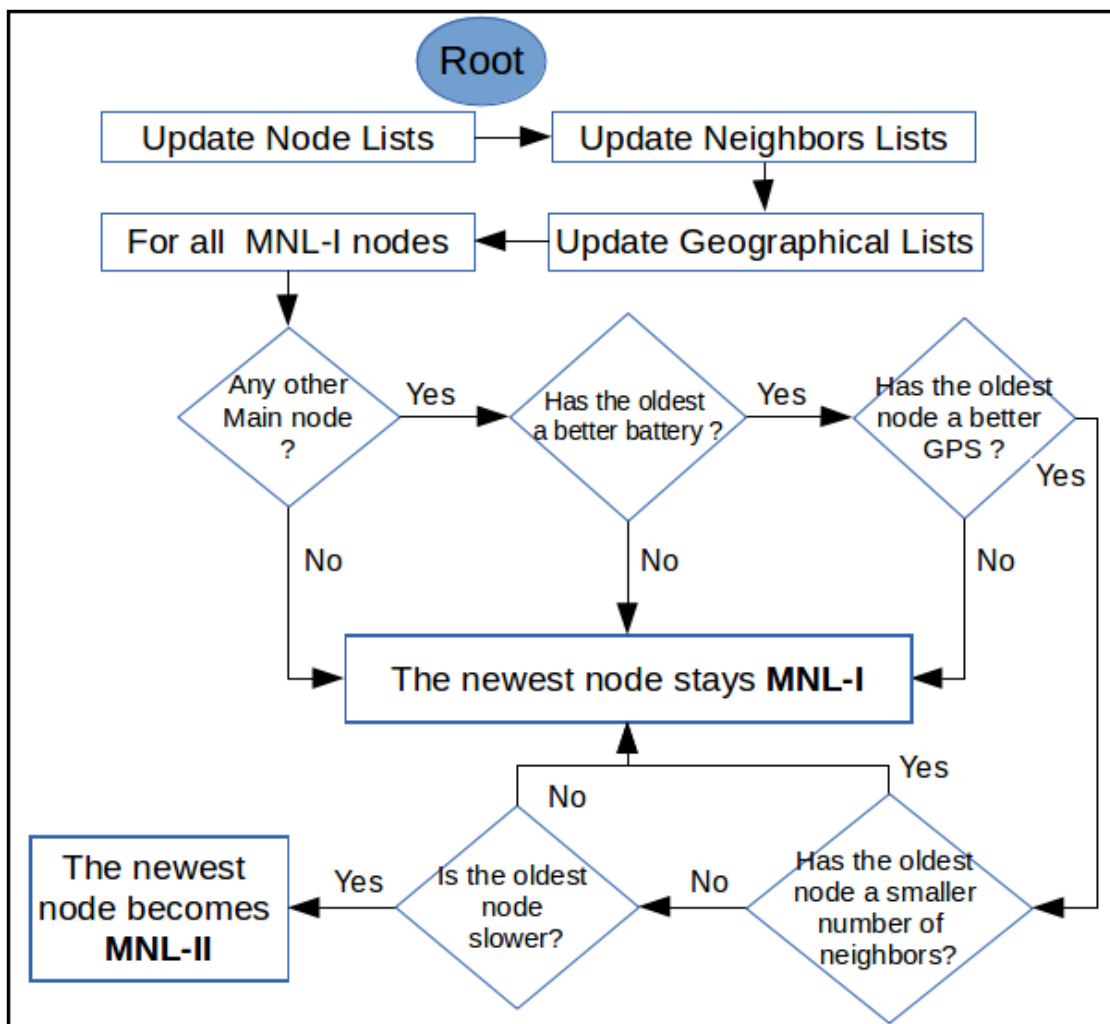 Root
Update Node Lists
Update Neighbors Lists
For all MNL-I nodes
Update Geographical Lists
Any other
Main node
?
Yes
Has the oldest
a better battery ?
Yes
Has the oldest
node a better
GPS ?
Yes
No
No
No
The newest node stays MNL-I
No
Yes
The newest
node becomes
MNL-II
Yes
Is the oldest
node
slower?
No
Has the oldest
node a smaller
number of
neighbors?